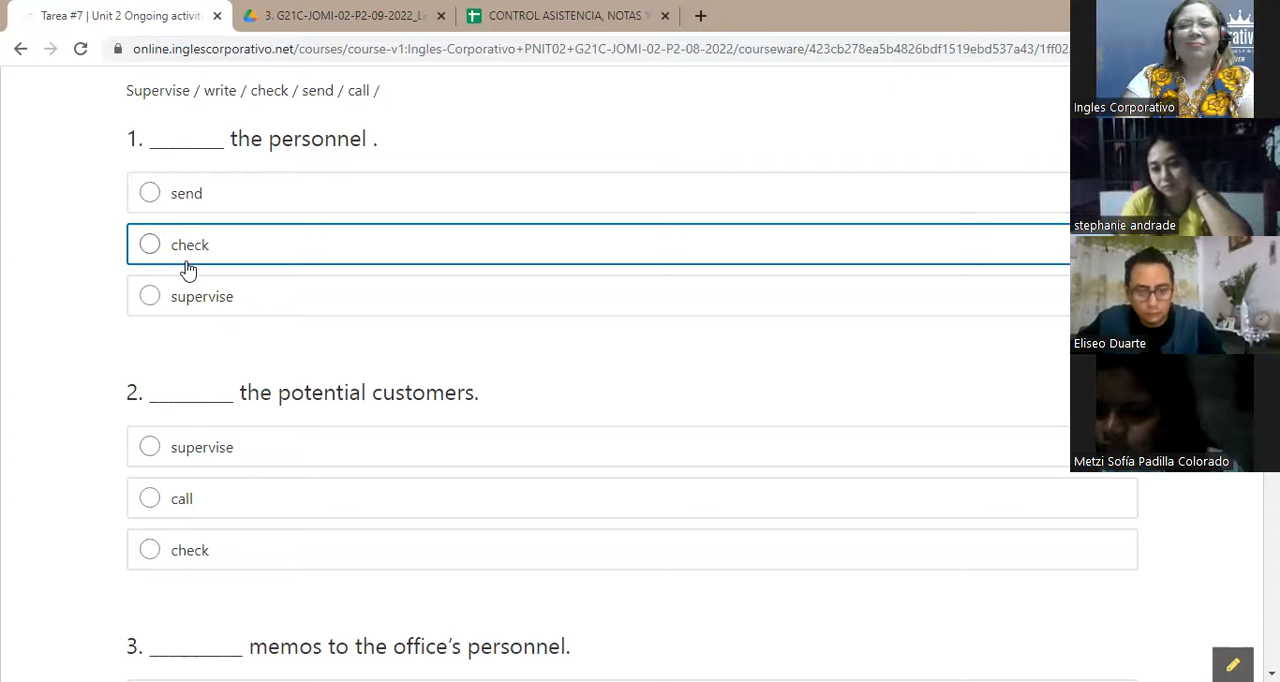 Tarea #7 | Unit 2 Ongoing activit
3. G21C-JOMI-02-P2-09-2022_Li
CONTROL ASISTENCIA, NOTAS Y
online.inglescorporativo.net/courses/course-v1:Ingles-Corporativo+PNIT02+G21C-JOMI-02-P2-08-2022/courseware/423cb278ea5b4826bdf1519ebd537a43/1ff02
Supervise / write / check / send / call /
1. _______ the personnel .
send
check
supervise
2. ________ the potential customers.
supervise
call
check
3. _________ memos to the office's personnel.
Ingles Corporativo
stephanie andrade
Eliseo Duarte
Metzi Sofía Padilla Colorado